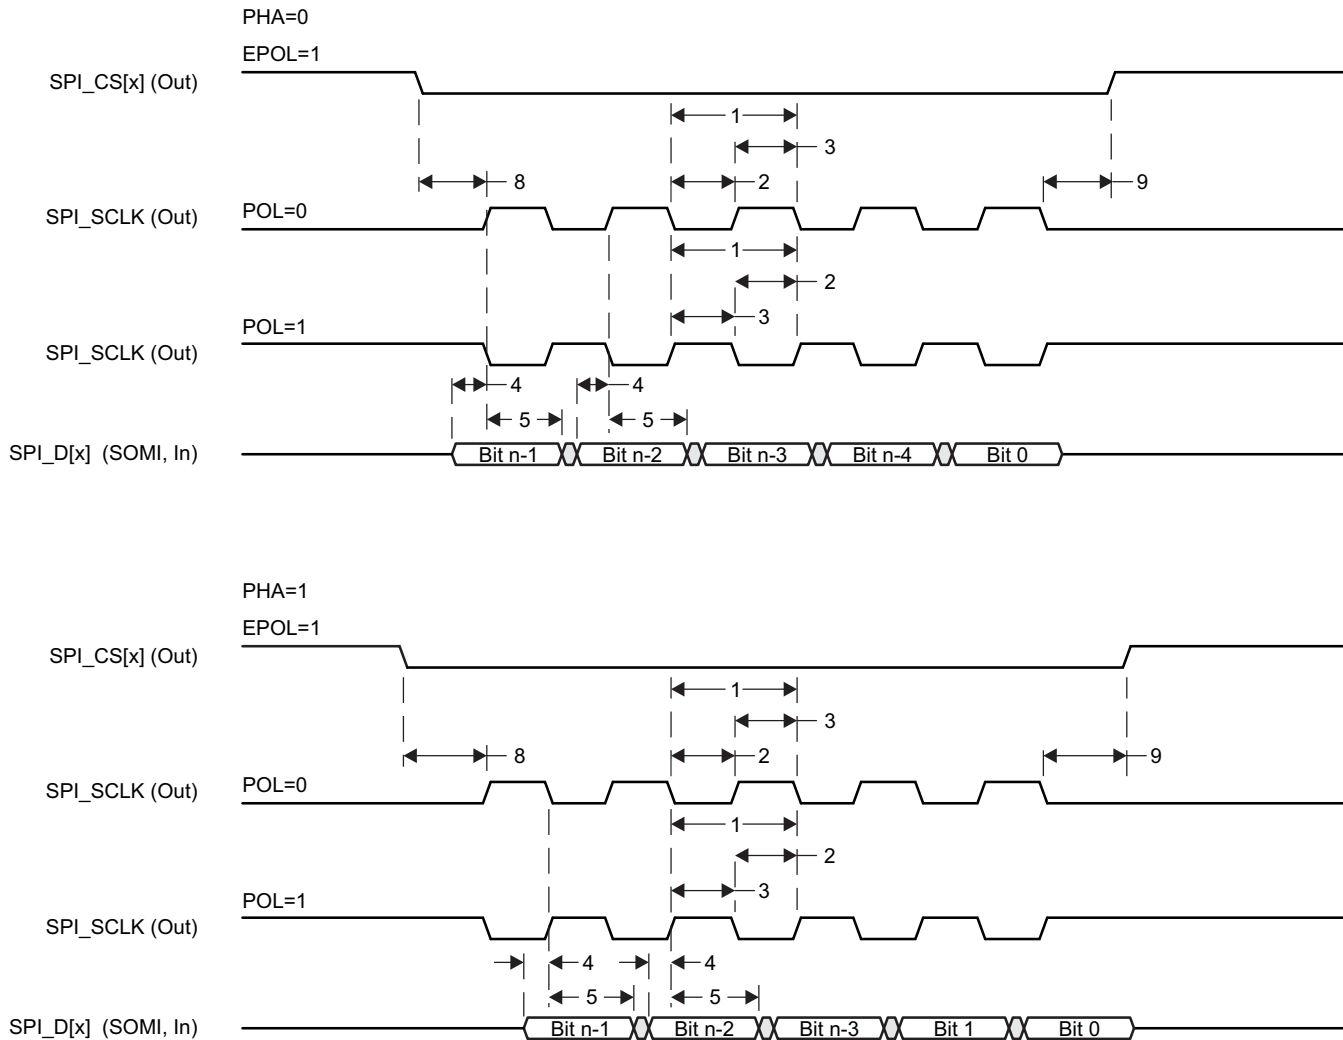 PHA=0
EPOL=1
SPI_CS[x] (Out)
1
3
8 2 9
SPI_SCLK (Out) POL=0
1
2
3
POL=1
SPI_SCLK (Out)
4 4
5 5
SPI_D[x] (SOMI, In) Bit n-1 Bit n-2 Bit n-3 Bit n-4 Bit 0
PHA=1
EPOL=1
SPI_CS[x] (Out)
1
3
8 2 9
SPI_SCLK (Out) POL=0
1
2
3
POL=1
SPI_SCLK (Out)
4 4
5 5
SPI_D[x] (SOMI, In) Bit n-1 Bit n-2 Bit n-3 Bit 1 Bit 0